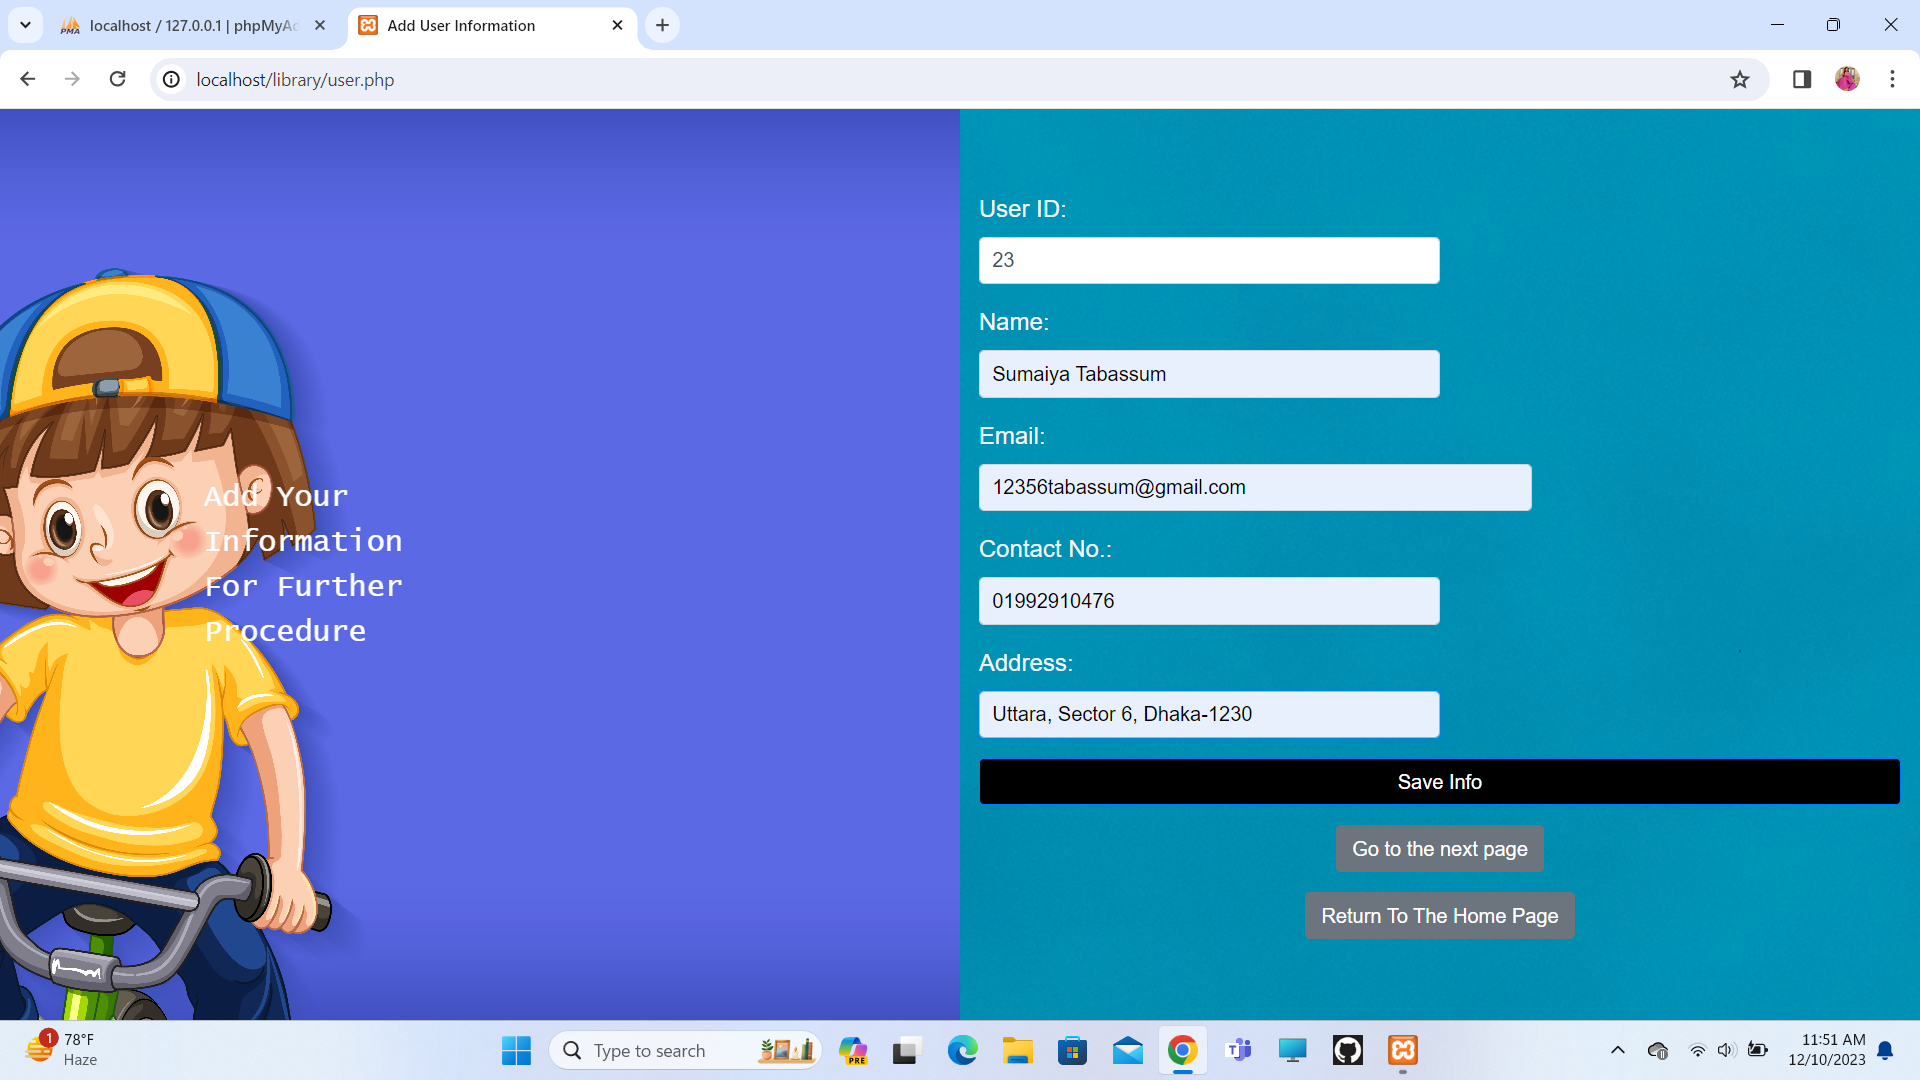 localhost / 127.0.0.1 | phpMyAc
Add User Information
localhost/library/user.php
Add Your
Information
For Further
Procedure
User ID:
23
Name:
Sumaiya Tabassum
Email:
12356tabassum@gmail.com
Contact No.:
01992910476
Address:
Uttara, Sector 6, Dhaka-1230
Save Info
Go to the next page
Return To The Home Page
1
78°F
Haze
Type to search
PRE
11:51 AM
12/10/2023